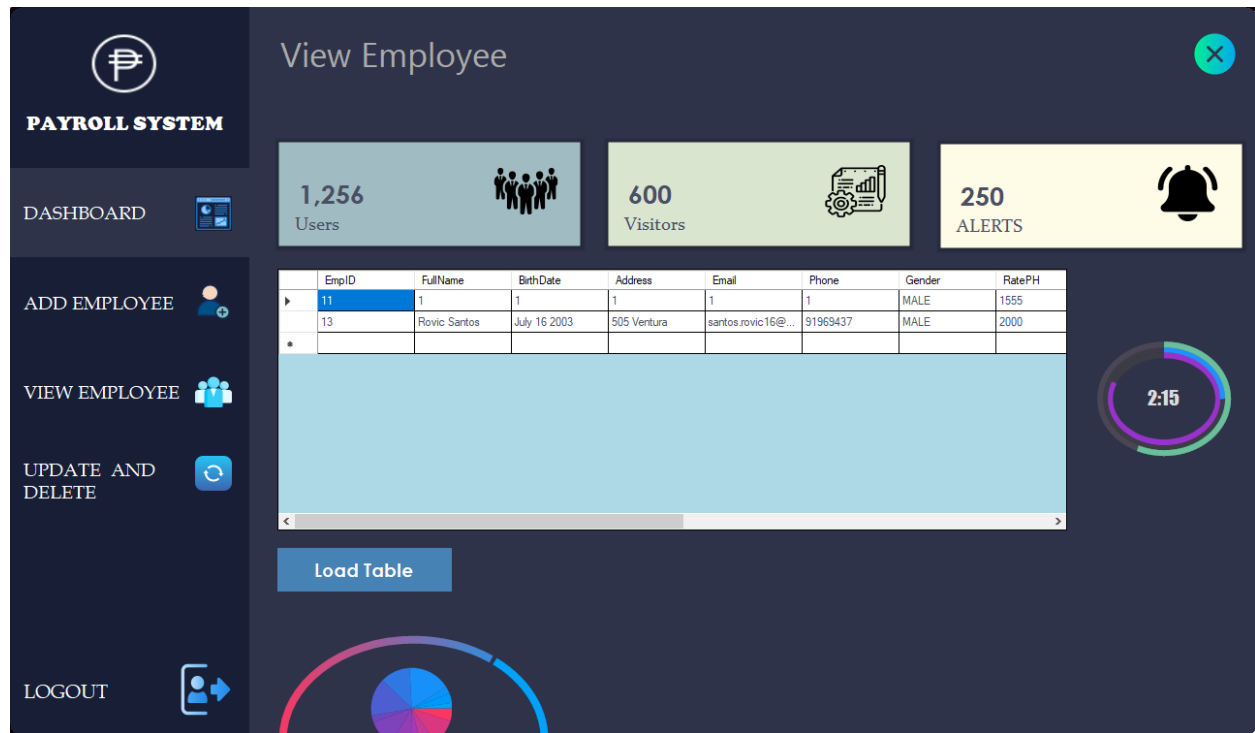 View Employee
PAYROLL SYSTEM
DASHBOARD
ADD EMPLOYEE
VIEW EMPLOYEE
UPDATE AND
DELETE
LOGOUT
1,256
Users
600
Visitors
250
ALERTS
EmpID FullName BirthDate Address Email Phone Gender RatePH
11 1 1 1 1 1 MALE 1555
13 Rovic Santos July 16 2003 505 Ventura santos.rovic16@... 91969437 MALE 2000
2:15
Load Table